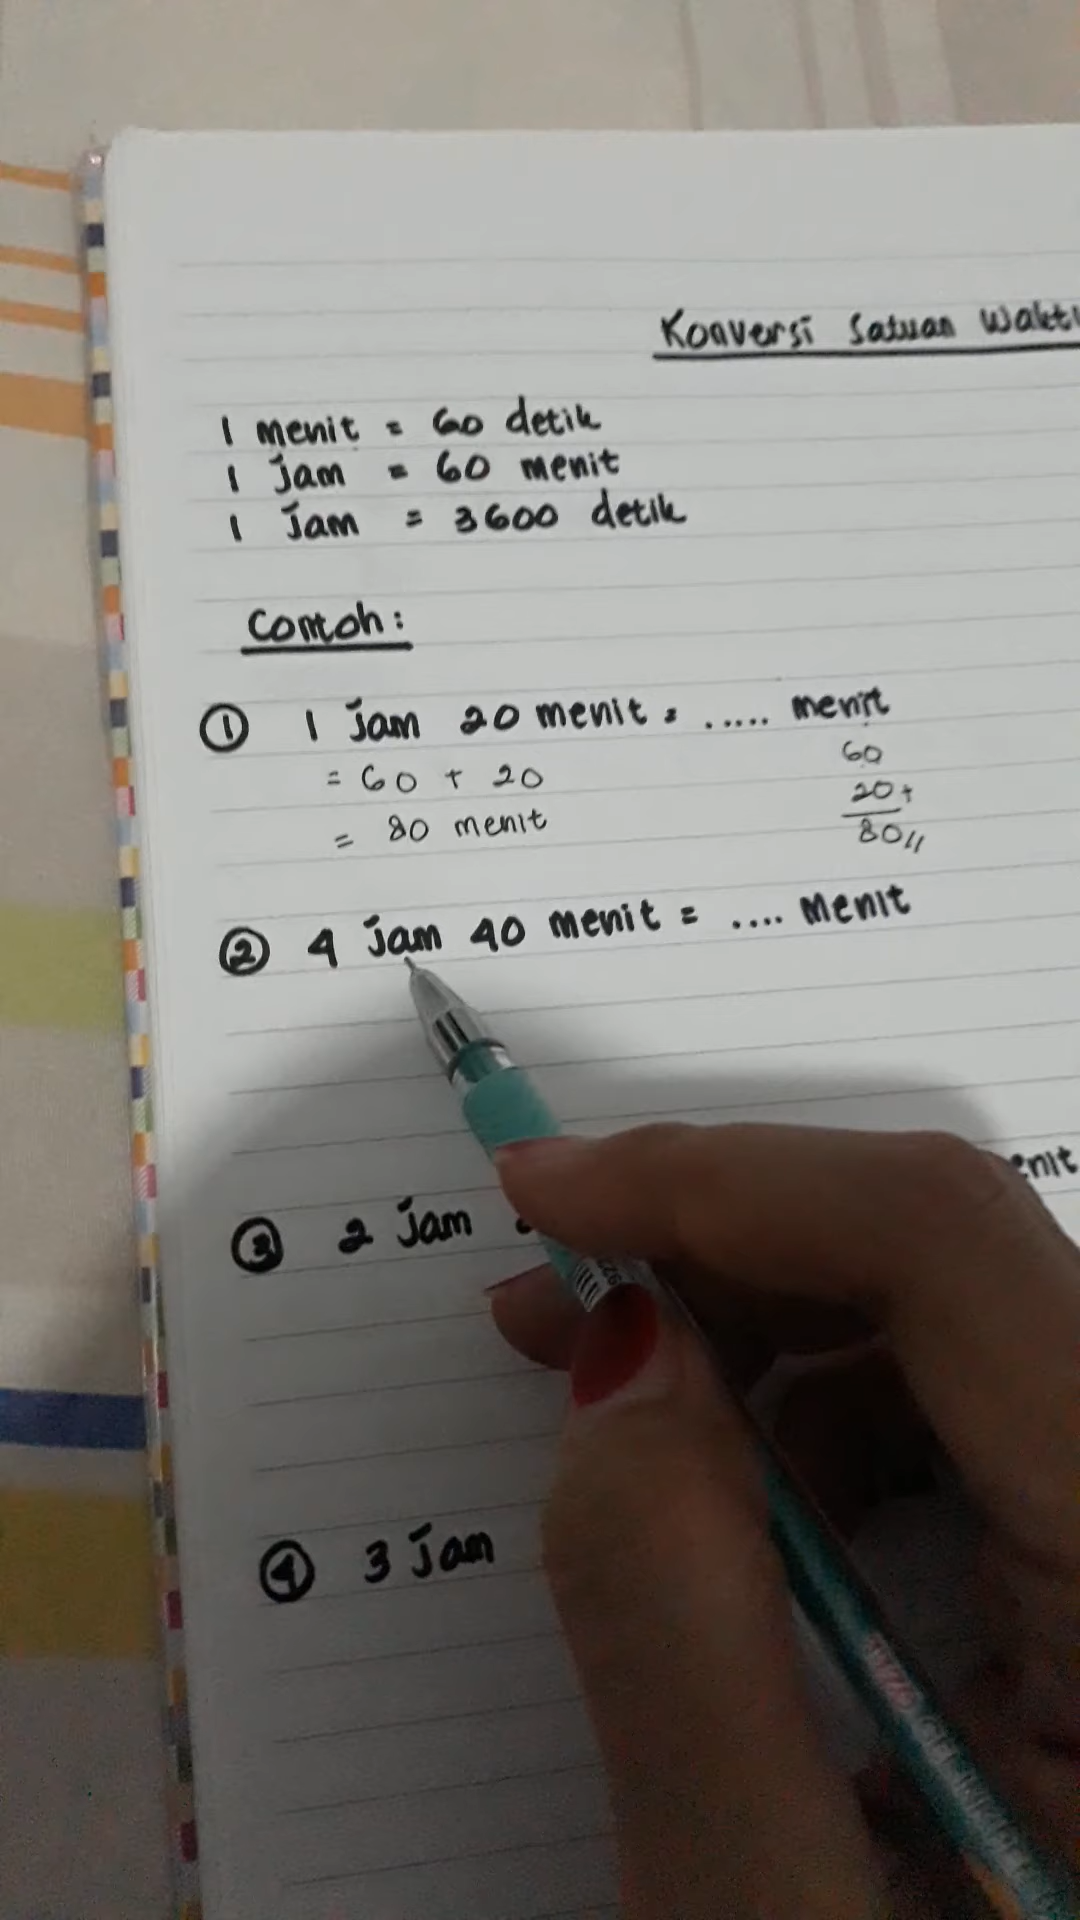 Konversi Satuan Waktu
1 menit = 60 detik
1 jam = 60 menit
1 Jam = 3600 detik
Contoh:
① 1 jam 20 menit = ..... menit
= 60 + 20
= 80 menit
60
20+
80//
② 4 jam 40 menit = .... menit
③ 2 jam
④ 3 jam